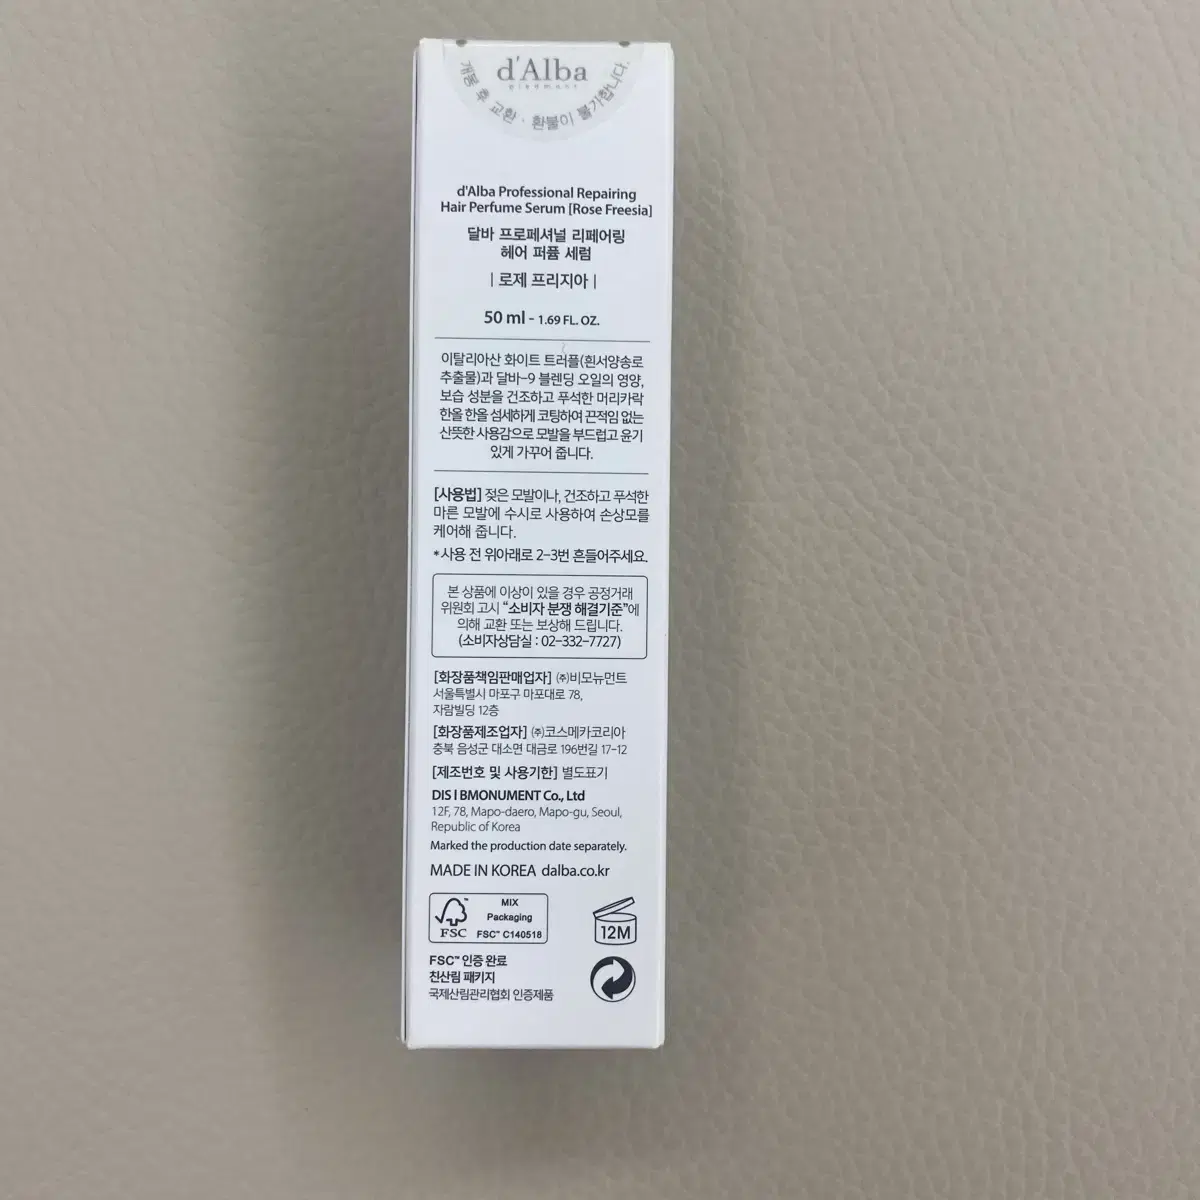 d'Alba
piedmont
개봉 후 교환 · 환불이 불가합니다.
d'Alba Professional Repairing
Hair Perfume Serum [Rose Freesia]
달바 프로페셔널 리페어링
헤어 퍼퓸 세럼
| 로제 프리지아 |
50 ml - 1.69 FL. OZ.
이탈리아산 화이트 트러플(흰서양송로
추출물)과 달바-9 블렌딩 오일의 영양,
보습 성분을 건조하고 푸석한 머리카락
한올 한올 섬세하게 코팅하여 끈적임 없는
산뜻한 사용감으로 모발을 부드럽고 윤기
있게 가꾸어 줍니다.
[사용법] 젖은 모발이나, 건조하고 푸석한
마른 모발에 수시로 사용하여 손상모를
케어해 줍니다.
*사용 전 위아래로 2-3번 흔들어주세요.
본 상품에 이상이 있을 경우 공정거래
위원회 고시 "소비자 분쟁 해결기준"에
의해 교환 또는 보상해 드립니다.
(소비자상담실 : 02-332-7727)
[화장품책임판매업자] ㈜비모뉴먼트
서울특별시 마포구 마포대로 78,
자람빌딩 12층
[화장품제조업자] ㈜코스메카코리아
충북 음성군 대소면 대금로 196번길 17-12
[제조번호 및 사용기한] 별도표기
DIS l BMONUMENT Co., Ltd
12F, 78, Mapo-daero, Mapo-gu, Seoul,
Republic of Korea
Marked the production date separately.
MADE IN KOREA dalba.co.kr
MIX
Packaging
FSC™ C140518
FSC
12M
FSC™ 인증 완료
친산림 패키지
국제산림관리협회 인증제품